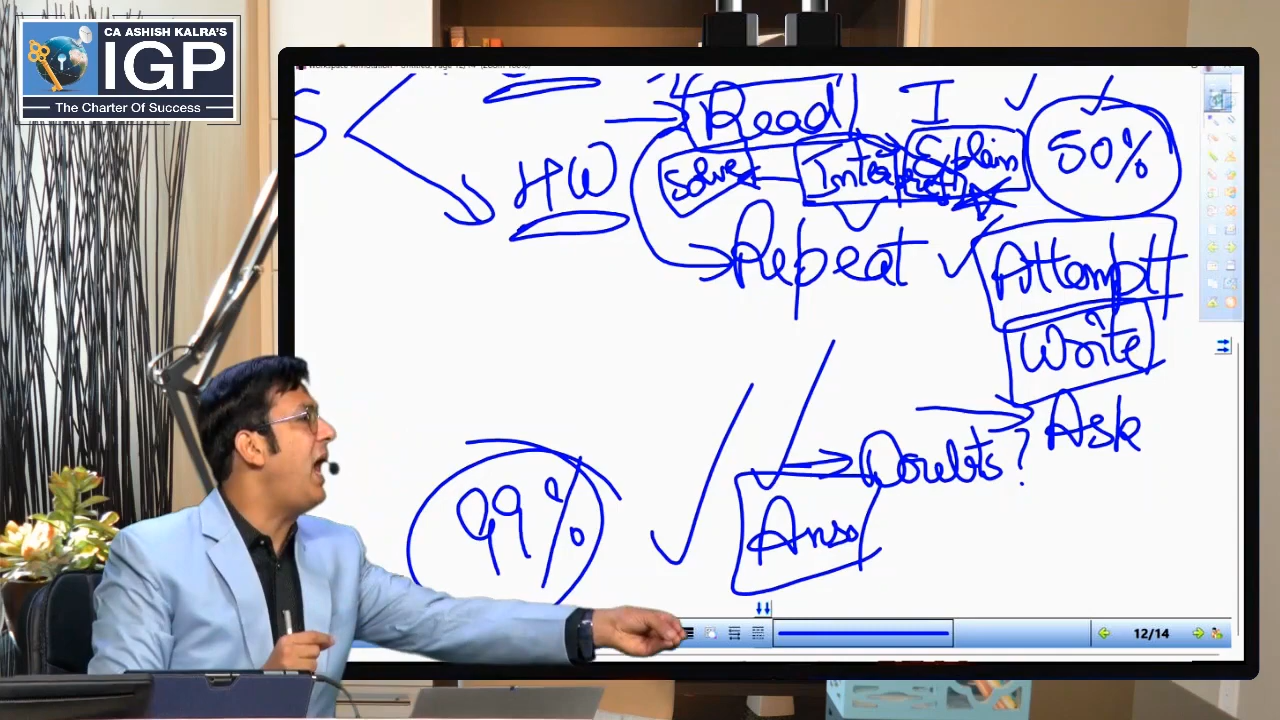 CA ASHISH KALRA'S
IGP
The Charter Of Success
Read I
50%
HW
Solve Interpret Explain
Repeat
Attempt
Write
Doubts? Ask
99%
Ans
12/14